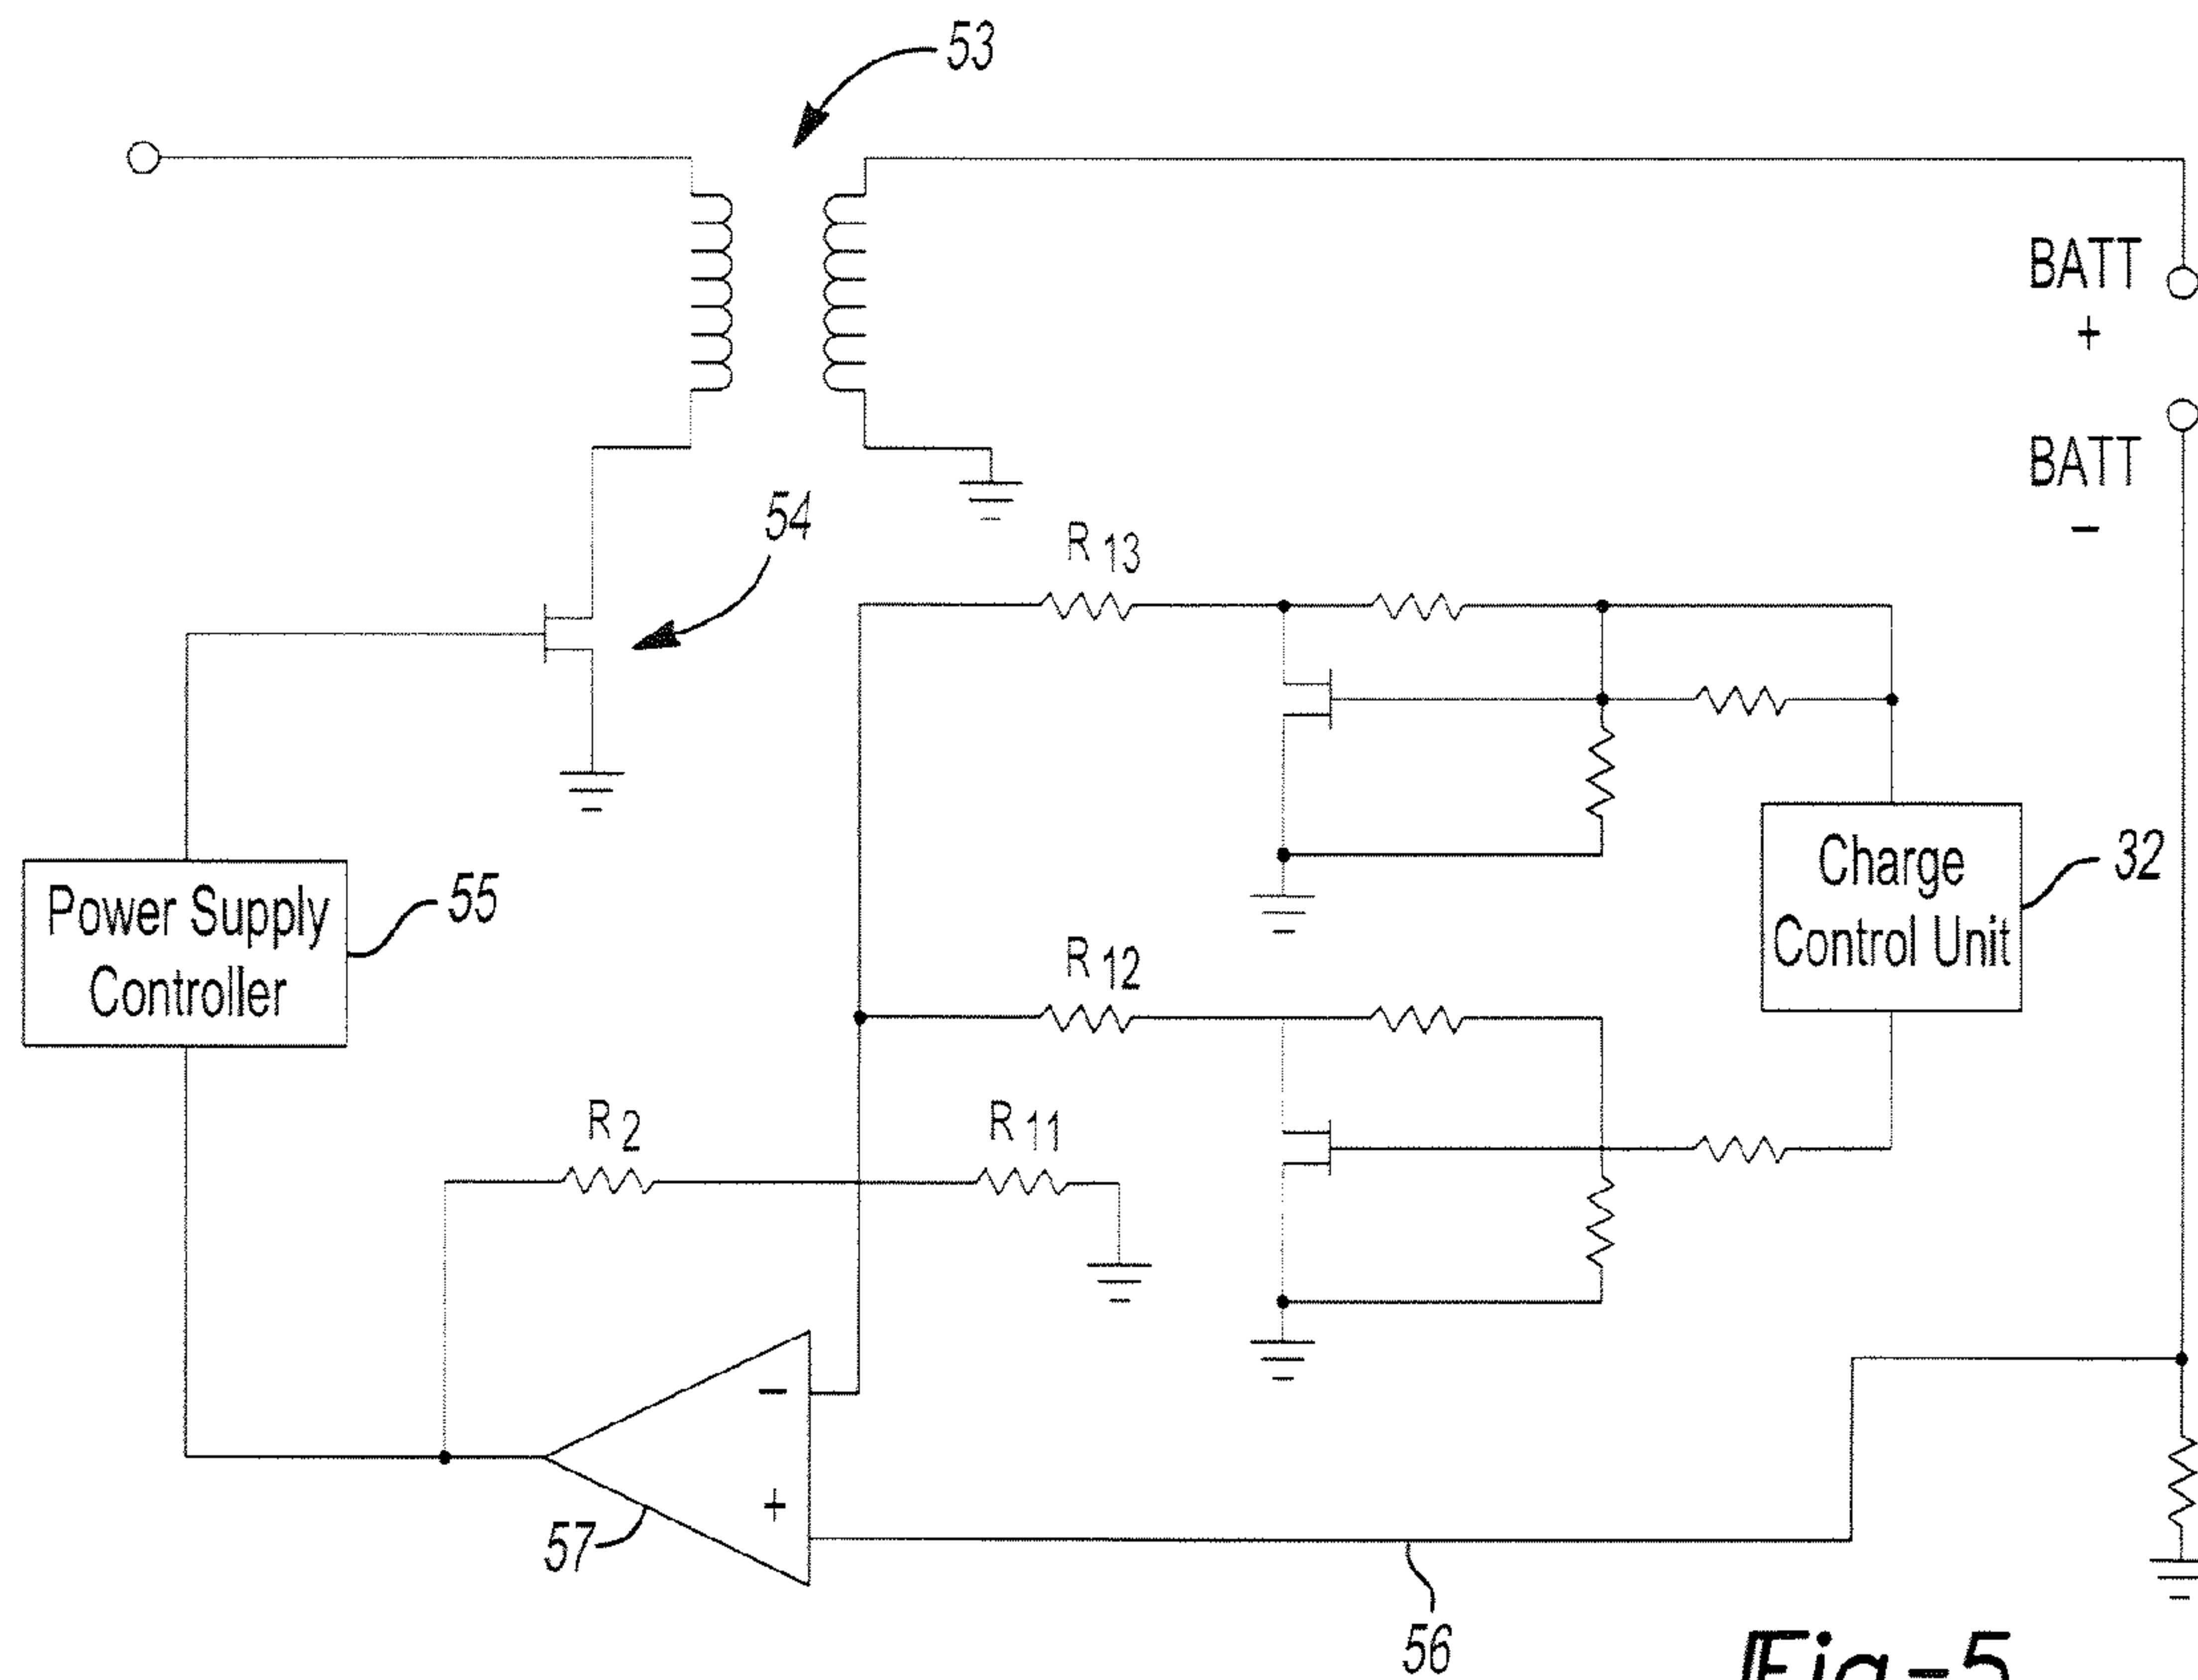 53
BATT
+
BATT
−
54
R 13
Power Supply
Controller
55
Charge
Control Unit
32
R 12
R 2
R 11
−
+
57
56
Fig-5